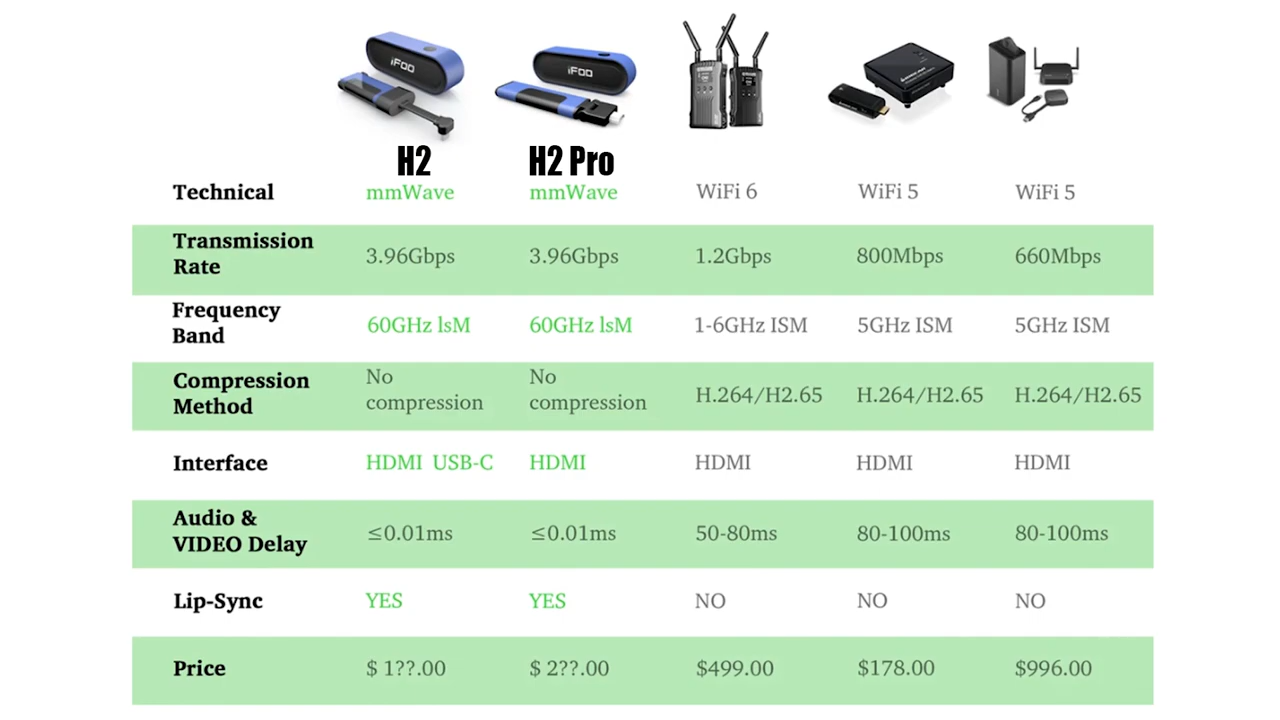 iFOO
iFOO
H2
H2 Pro
Technical
mmWave
mmWave
WiFi 6
WiFi 5
WiFi 5
Transmission
Rate
3.96Gbps
3.96Gbps
1.2Gbps
800Mbps
660Mbps
Frequency
Band
60GHz lsM
60GHz lsM
1-6GHz ISM
5GHz ISM
5GHz ISM
Compression
Method
No
compression
No
compression
H.264/H2.65
H.264/H2.65
H.264/H2.65
Interface
HDMI USB-C
HDMI
HDMI
HDMI
HDMI
Audio &
VIDEO Delay
≤0.01ms
≤0.01ms
50-80ms
80-100ms
80-100ms
Lip-Sync
YES
YES
NO
NO
NO
Price
$ 1??.00
$ 2??.00
$499.00
$178.00
$996.00